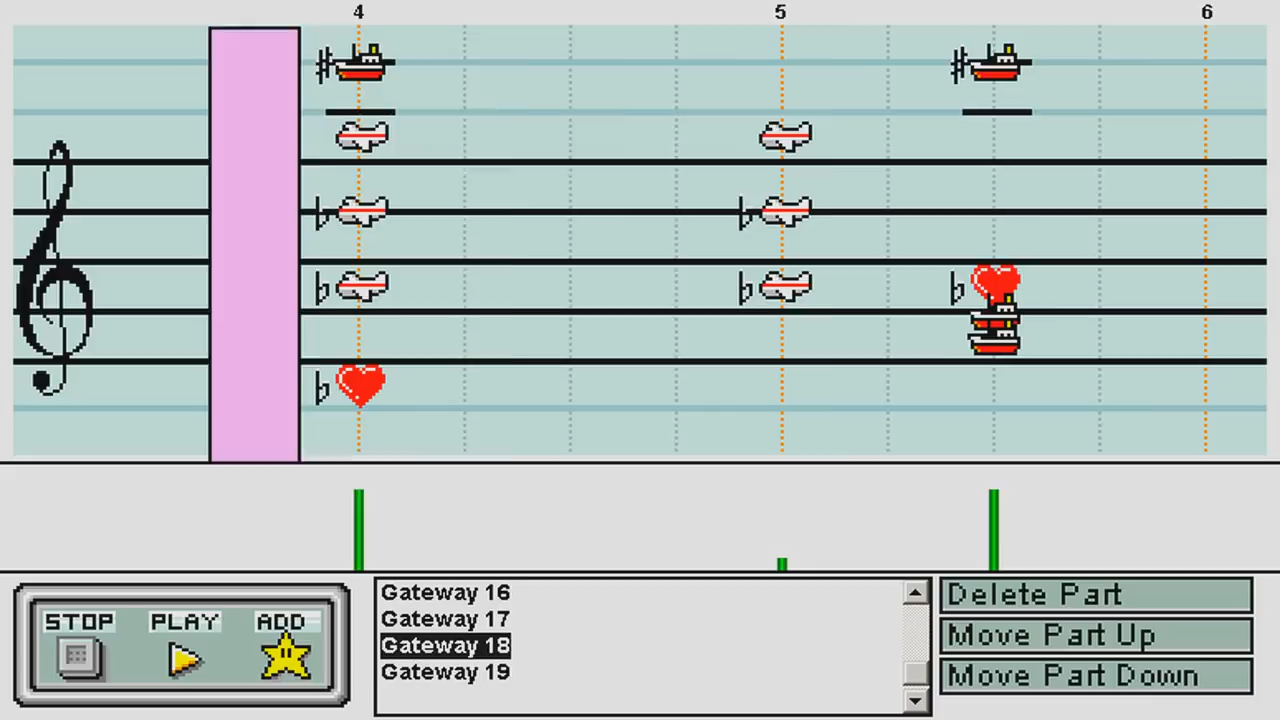 4 5 6
STOP PLAY ADD
Gateway 16
Gateway 17
Gateway 18
Gateway 19
Delete Part
Move Part Up
Move Part Down